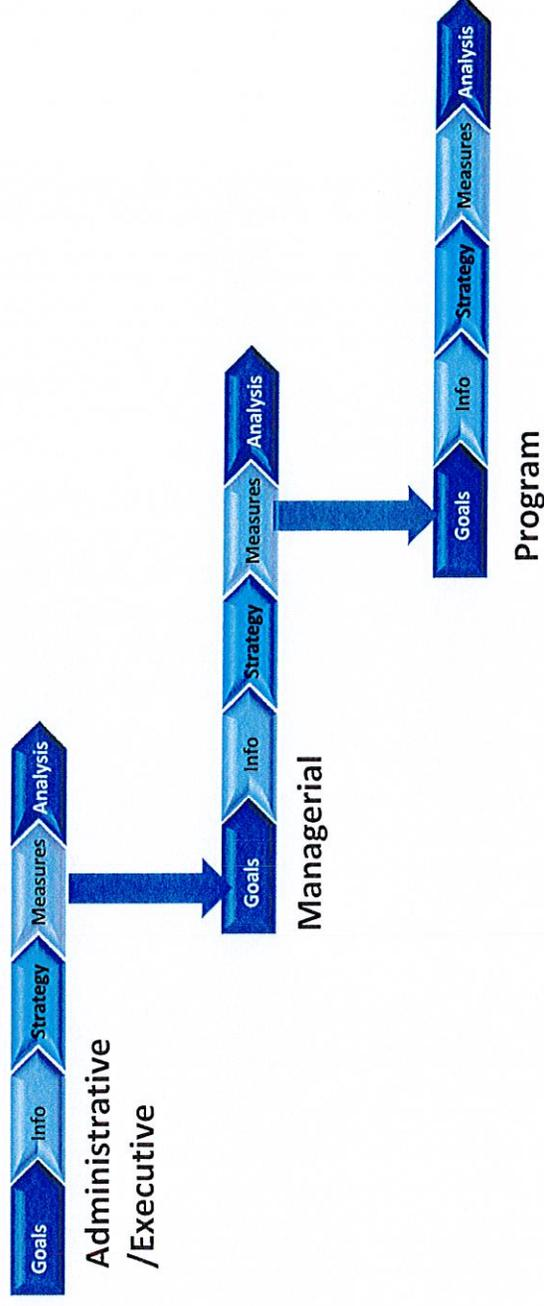 Goals
Info
Strategy
Measures
Analysis
Administrative
/Executive
Goals
Info
Strategy
Measures
Analysis
Managerial
Goals
Info
Strategy
Measures
Analysis
Program